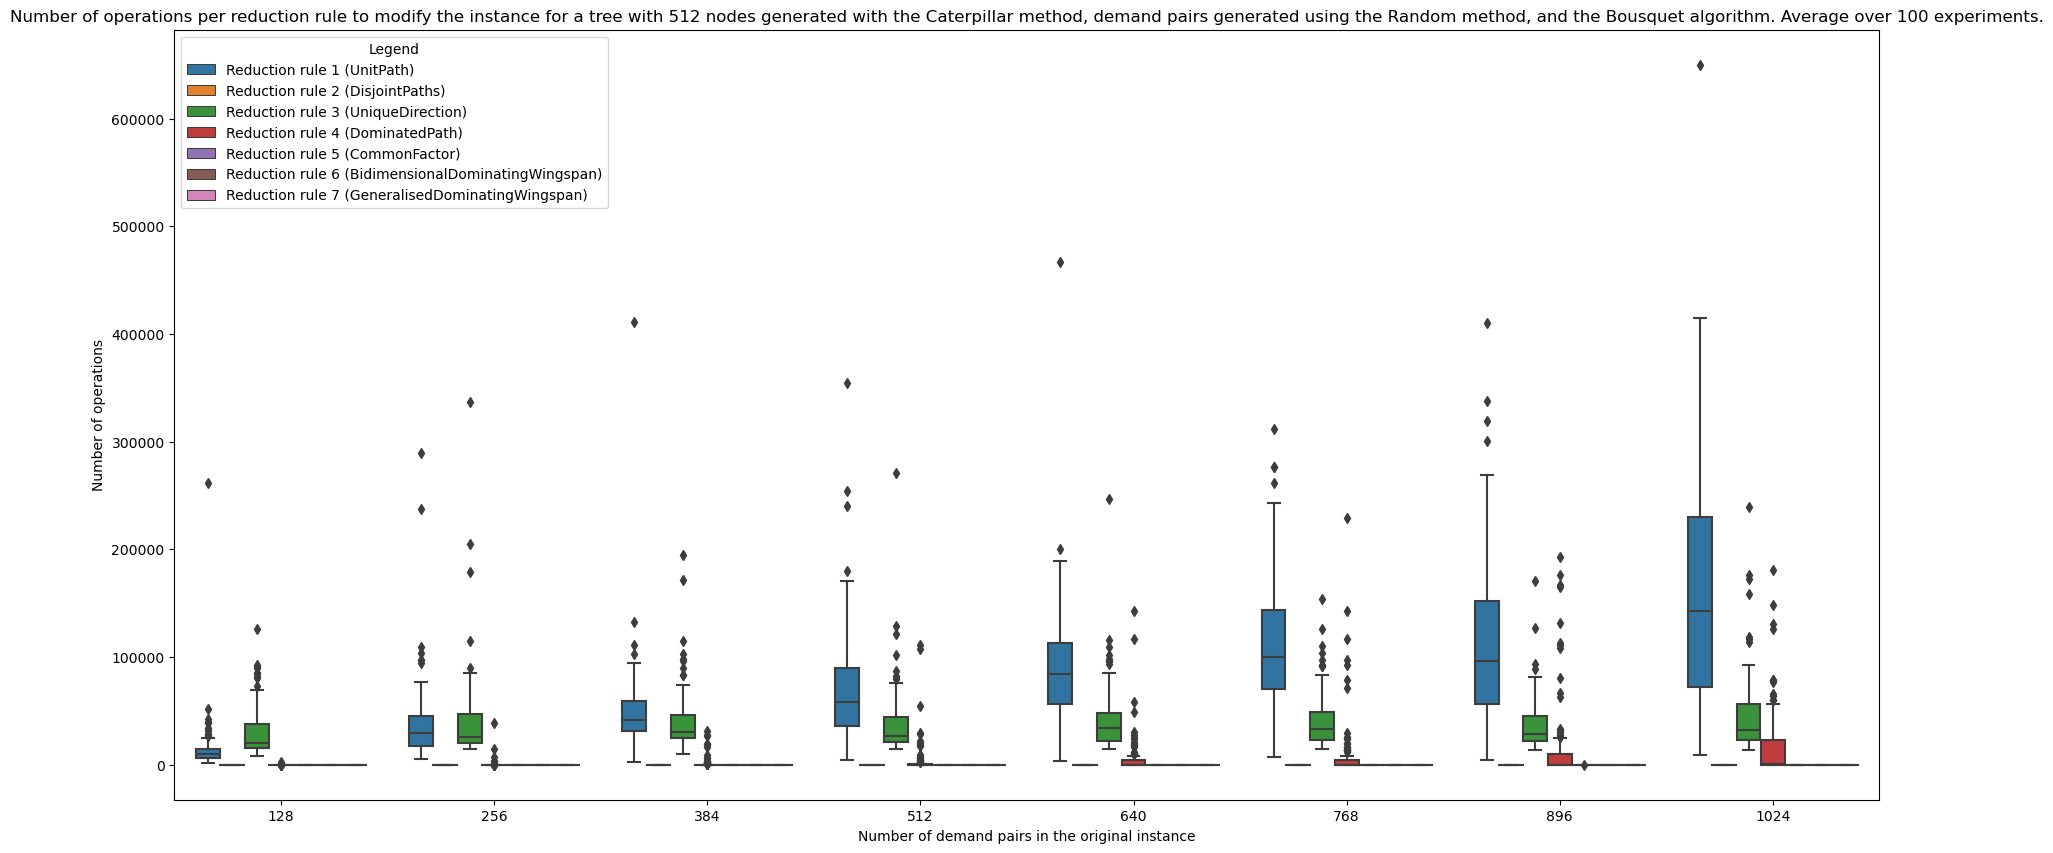 Number of operations per reduction rule to modify the instance for a tree with 512 nodes generated with the Caterpillar method, demand pairs generated using the Random method, and the Bousquet algorithm. Average over 100 experiments.
Legend
Reduction rule 1 (UnitPath)
Reduction rule 2 (DisjointPaths)
Reduction rule 3 (UniqueDirection)
Reduction rule 4 (DominatedPath)
Reduction rule 5 (CommonFactor)
Reduction rule 6 (BidimensionalDominatingWingspan)
Reduction rule 7 (GeneralisedDominatingWingspan)
Number of operations
600000
500000
400000
300000
200000
100000
0
128 256 384 512 640 768 896 1024
Number of demand pairs in the original instance